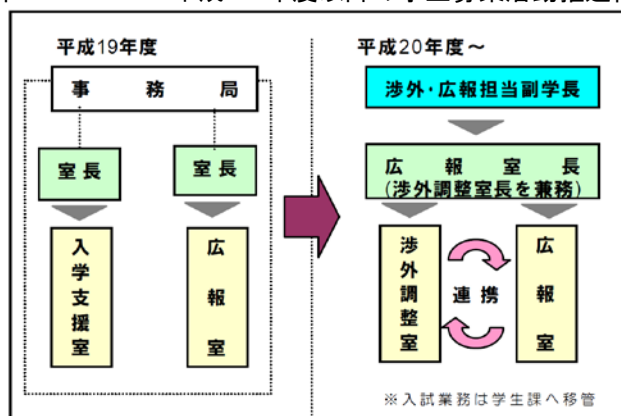 平成19年度
事務局
室長
室長
入学支援室
広報室
平成20年度～
渉外・広報担当副学長
広報室長
(渉外調整室長を兼務)
渉外調整室
連携
広報室
※入試業務は学生課へ移管